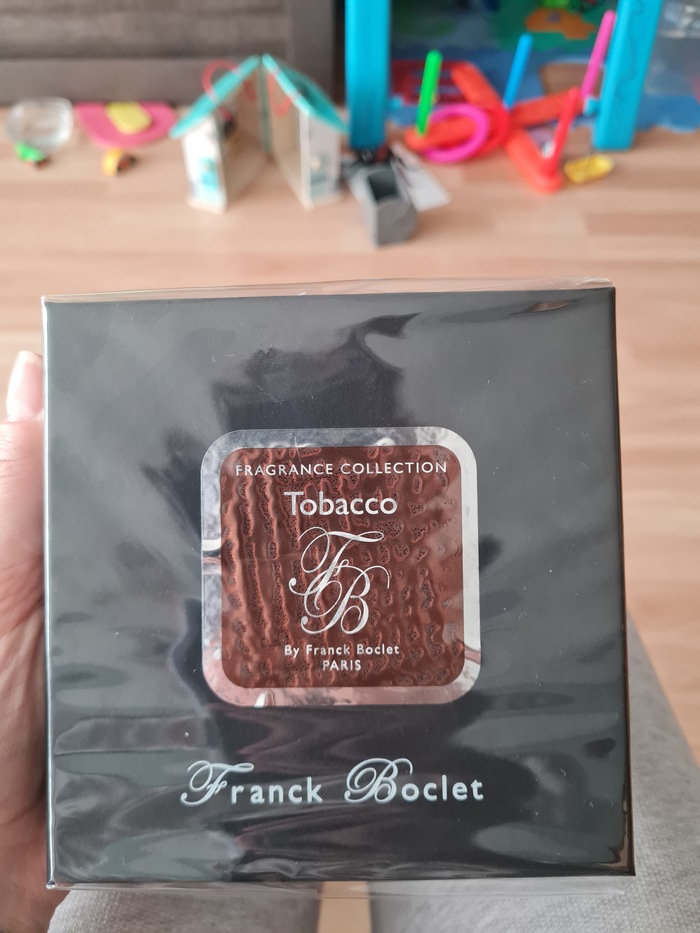 FRAGRANCE COLLECTION
Tobacco
FB
By Franck Boclet
PARIS
Franck Boclet